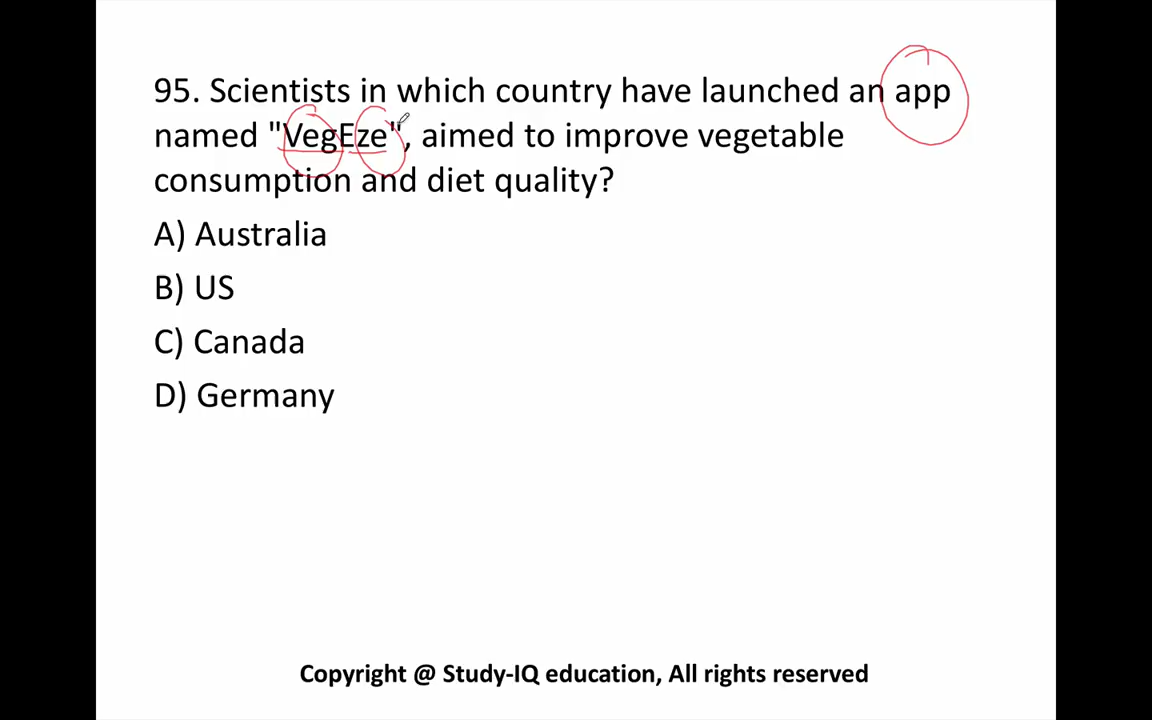 95. Scientists in which country have launched an app
named "VegEze", aimed to improve vegetable
consumption and diet quality?
A) Australia
B) US
C) Canada
D) Germany
Copyright @ Study-IQ education, All rights reserved